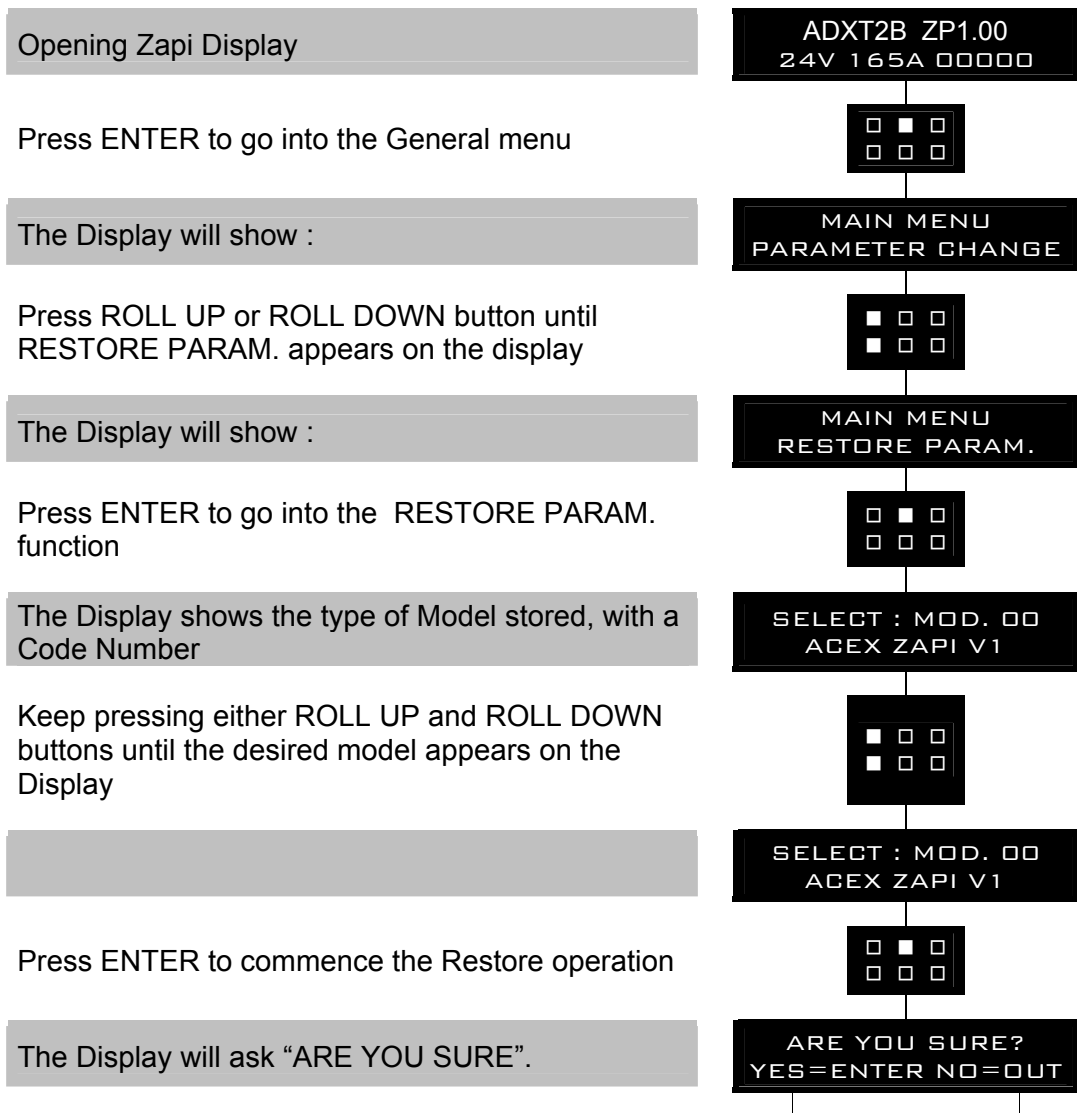 Opening Zapi Display
ADXT2B ZP1.00
24V 165A 00000
Press ENTER to go into the General menu
The Display will show :
MAIN MENU
PARAMETER CHANGE
Press ROLL UP or ROLL DOWN button until
RESTORE PARAM. appears on the display
The Display will show :
MAIN MENU
RESTORE PARAM.
Press ENTER to go into the RESTORE PARAM.
function
The Display shows the type of Model stored, with a
Code Number
SELECT : MOD. 00
ACEX ZAPI V1
Keep pressing either ROLL UP and ROLL DOWN
buttons until the desired model appears on the
Display
SELECT : MOD. 00
ACEX ZAPI V1
Press ENTER to commence the Restore operation
The Display will ask “ARE YOU SURE”.
ARE YOU SURE?
YES=ENTER NO=OUT